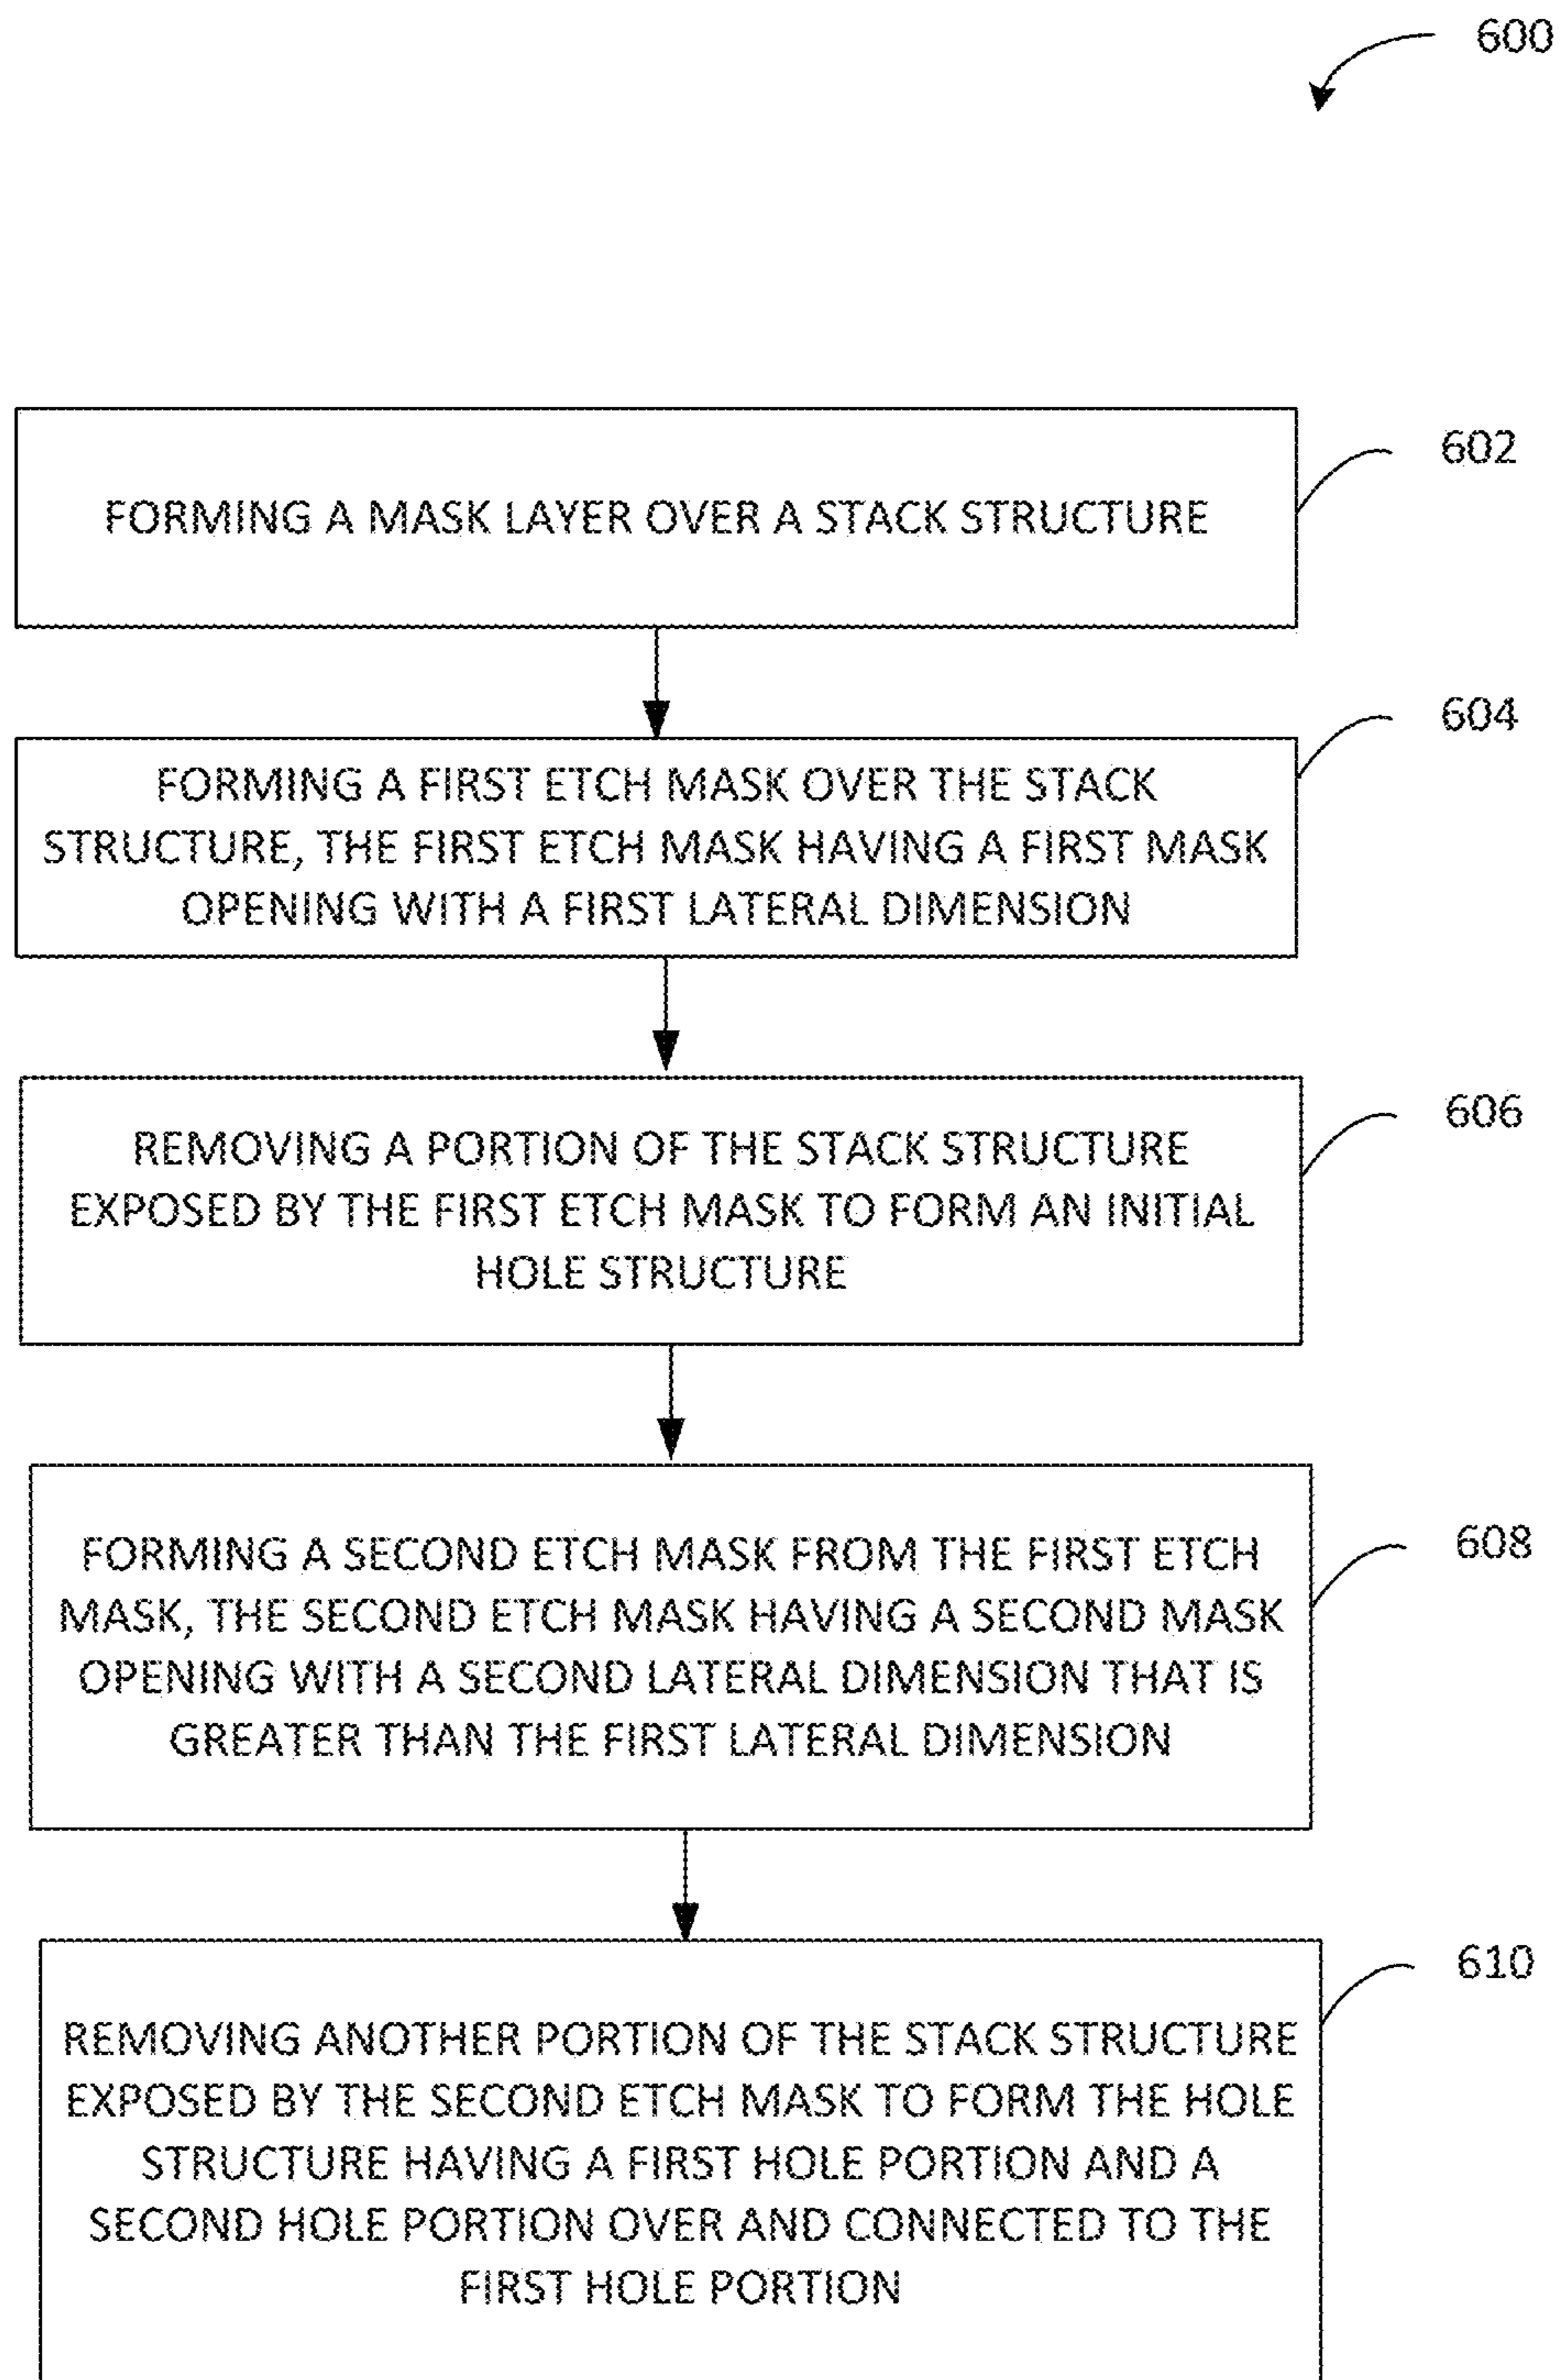 600
602
FORMING A MASK LAYER OVER A STACK STRUCTURE
604
FORMING A FIRST ETCH MASK OVER THE STACK
STRUCTURE, THE FIRST ETCH MASK HAVING A FIRST MASK
OPENING WITH A FIRST LATERAL DIMENSION
606
REMOVING A PORTION OF THE STACK STRUCTURE
EXPOSED BY THE FIRST ETCH MASK TO FORM AN INITIAL
HOLE STRUCTURE
608
FORMING A SECOND ETCH MASK FROM THE FIRST ETCH
MASK, THE SECOND ETCH MASK HAVING A SECOND MASK
OPENING WITH A SECOND LATERAL DIMENSION THAT IS
GREATER THAN THE FIRST LATERAL DIMENSION
610
REMOVING ANOTHER PORTION OF THE STACK STRUCTURE
EXPOSED BY THE SECOND ETCH MASK TO FORM THE HOLE
STRUCTURE HAVING A FIRST HOLE PORTION AND A
SECOND HOLE PORTION OVER AND CONNECTED TO THE
FIRST HOLE PORTION